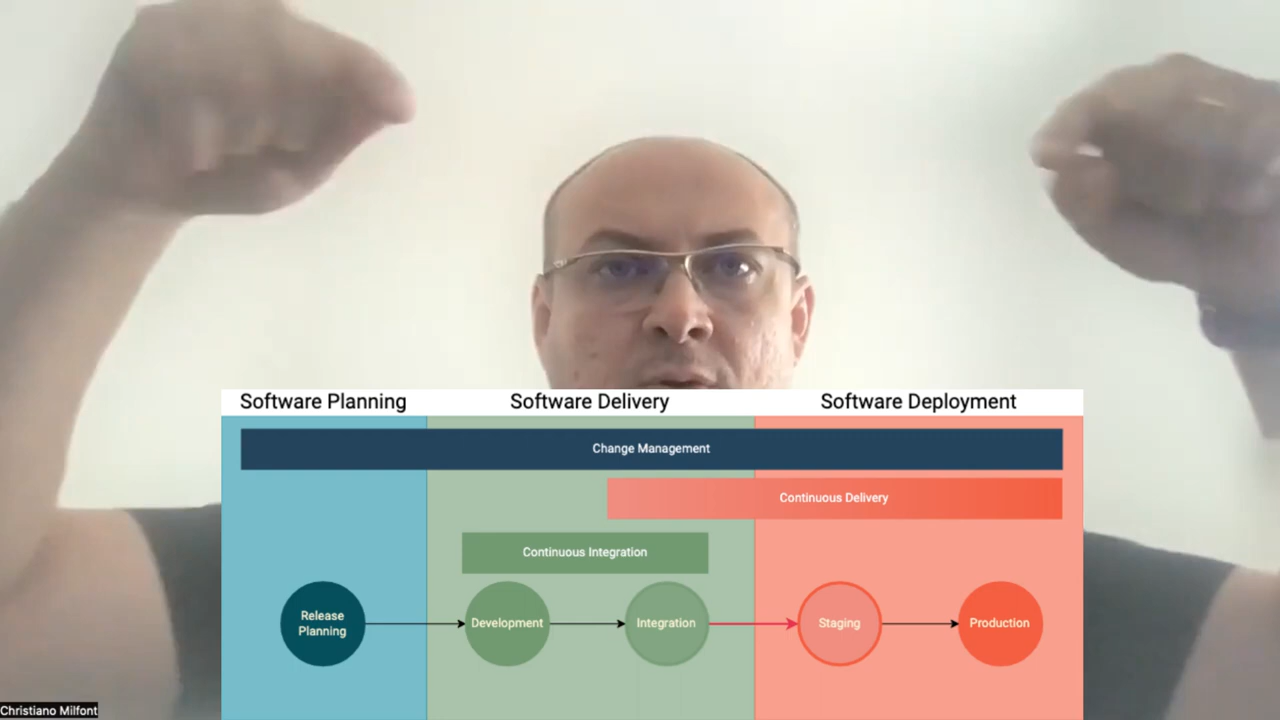 Software Planning
Software Delivery
Software Deployment
Change Management
Continuous Delivery
Continuous Integration
Release
Planning
Development
Integration
Staging
Production
Christiano Milfont